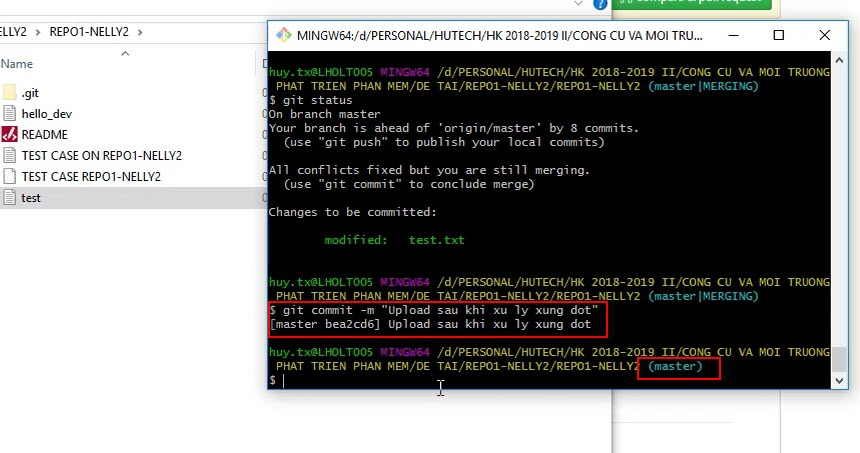 Compare & pull request
NELLY2 > REPO1-NELLY2 >
Name
.git
hello_dev
README
TEST CASE ON REPO1-NELLY2
TEST CASE REPO1-NELLY2
test
MINGW64:/d/PERSONAL/HUTECH/HK 2018-2019 II/CONG CU VA MOI TRU...
huy.tx@LHOLTO05 MINGW64 /d/PERSONAL/HUTECH/HK 2018-2019 II/CONG CU VA MOI TRUONG
PHAT TRIEN PHAN MEM/DE TAI/REPO1-NELLY2/REPO1-NELLY2 (master|MERGING)
$ git status
On branch master
Your branch is ahead of 'origin/master' by 8 commits.
(use "git push" to publish your local commits)
All conflicts fixed but you are still merging.
(use "git commit" to conclude merge)
Changes to be committed:
modified: test.txt
huy.tx@LHOLTO05 MINGW64 /d/PERSONAL/HUTECH/HK 2018-2019 II/CONG CU VA MOI TRUONG
PHAT TRIEN PHAN MEM/DE TAI/REPO1-NELLY2/REPO1-NELLY2 (master|MERGING)
$ git commit -m "Upload sau khi xu ly xung dot"
[master bea2cd6] Upload sau khi xu ly xung dot
huy.tx@LHOLTO05 MINGW64 /d/PERSONAL/HUTECH/HK 2018-2019 II/CONG CU VA MOI TRUONG
PHAT TRIEN PHAN MEM/DE TAI/REPO1-NELLY2/REPO1-NELLY2 (master)
$